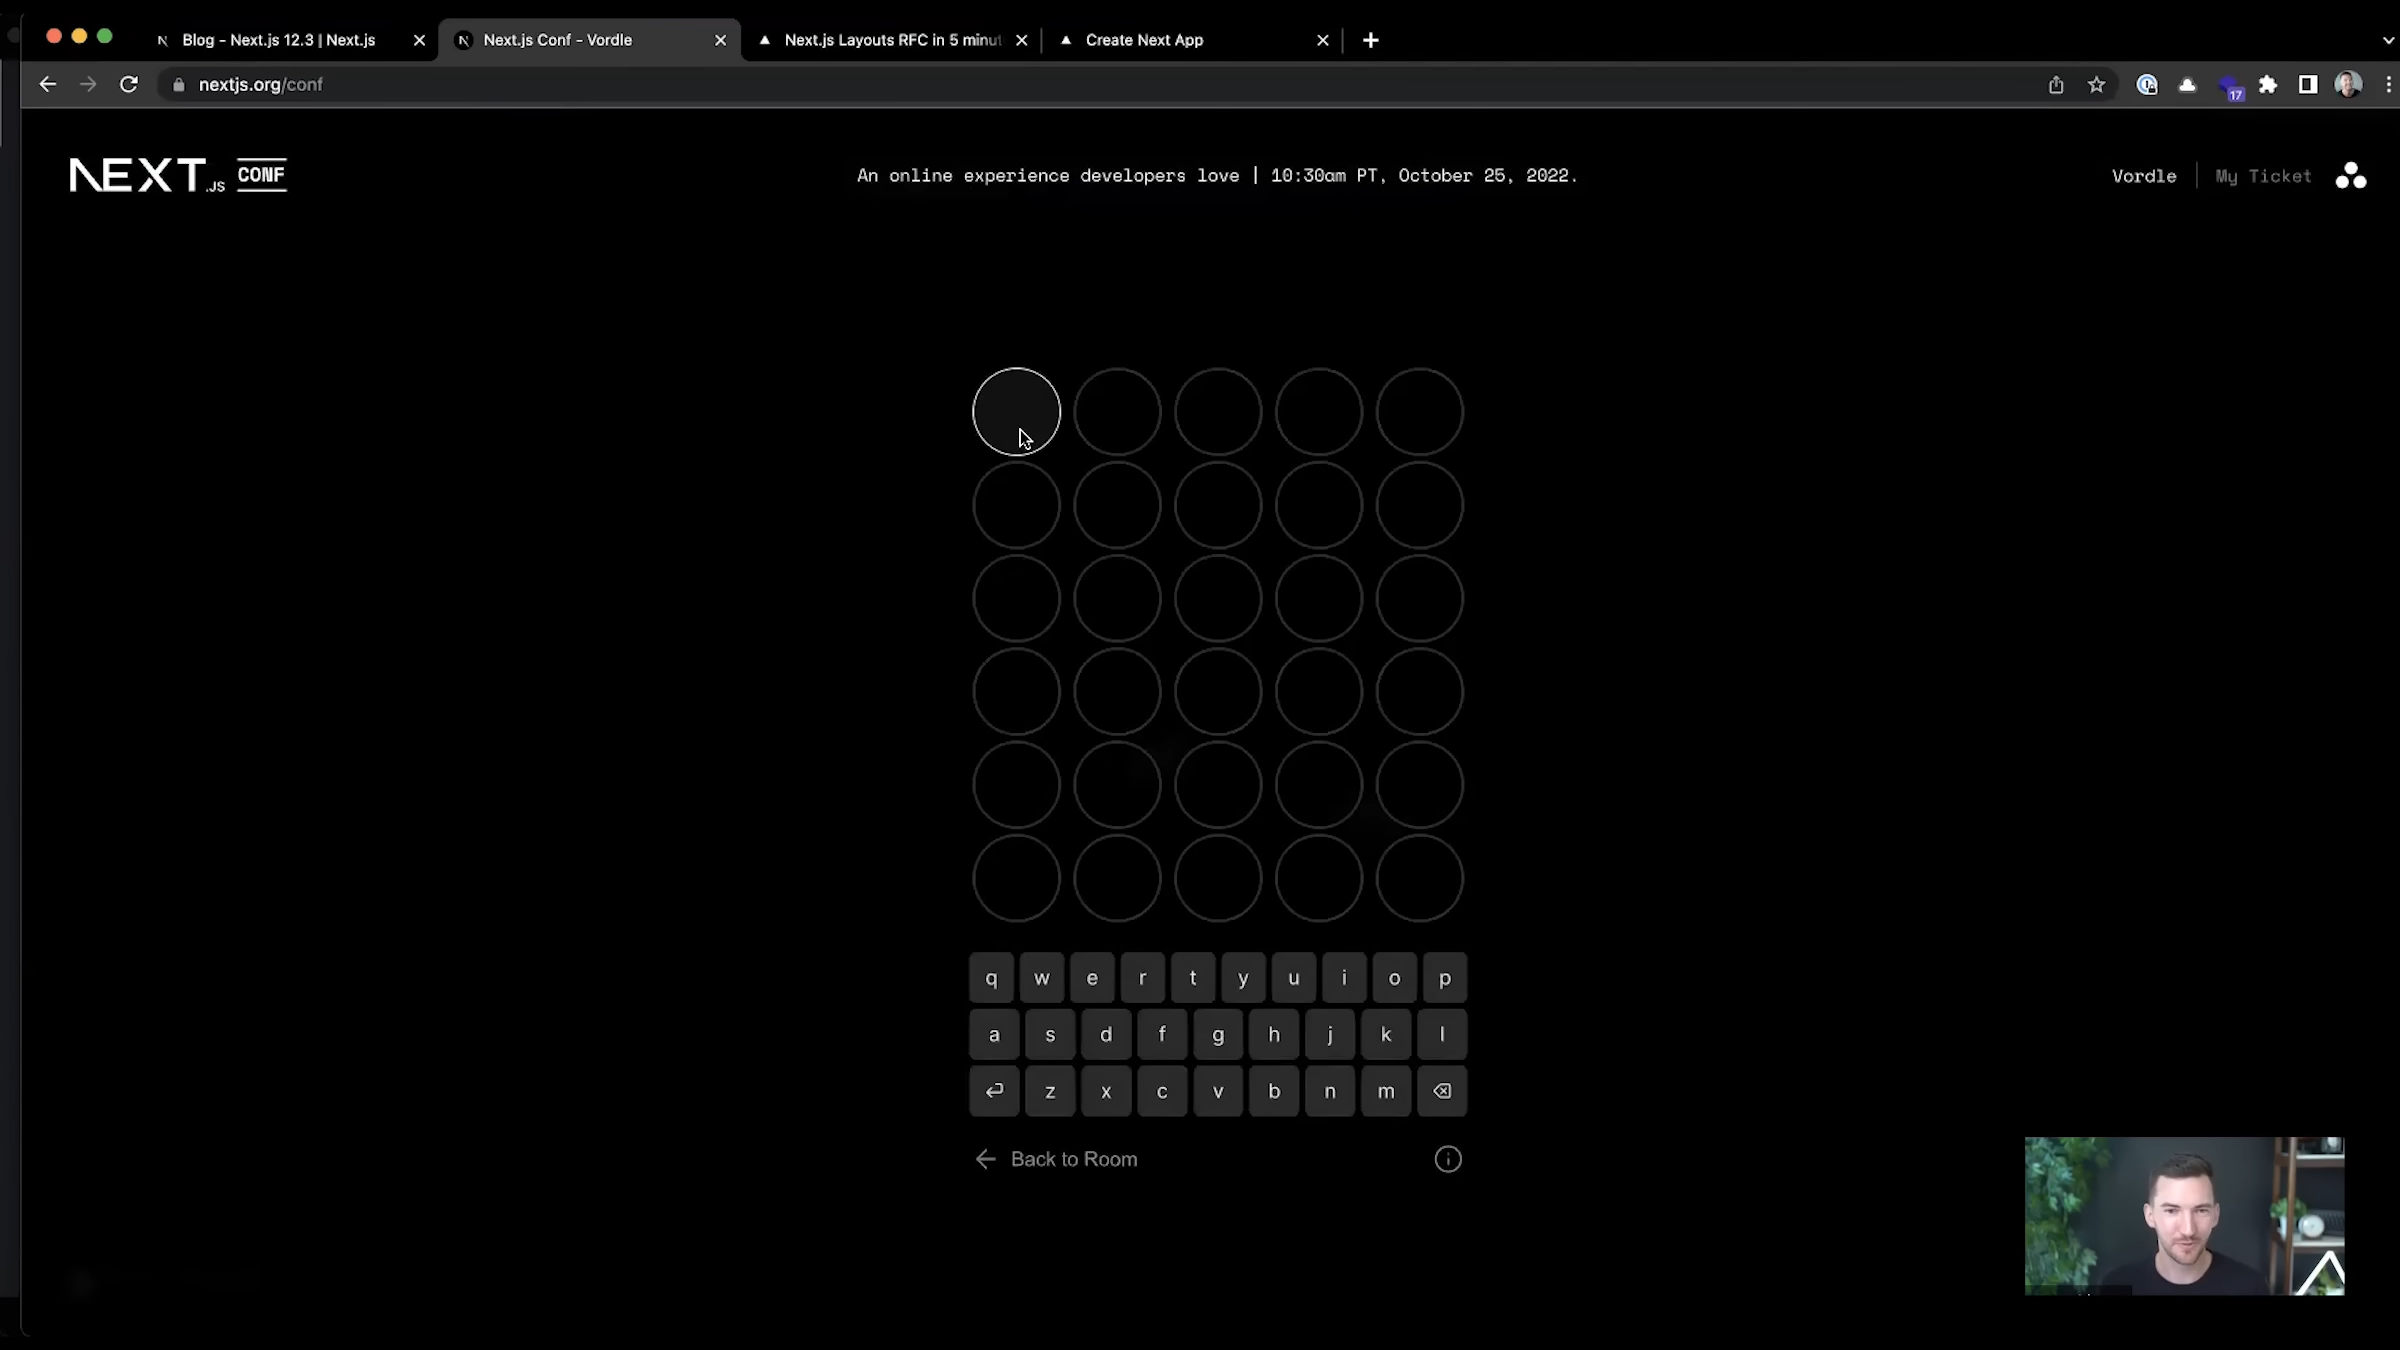 Blog – Next.js 12.3 | Next.js
Next.js Conf - Vordle
Next.js Layouts RFC in 5 minut
Create Next App
nextjs.org/conf
17
NEXT.JS CONF
An online experience developers love | 10:30am PT, October 25, 2022.
Vordle | My Ticket
q w e r t y u i o p
a s d f g h j k l
z x c v b n m
Back to Room